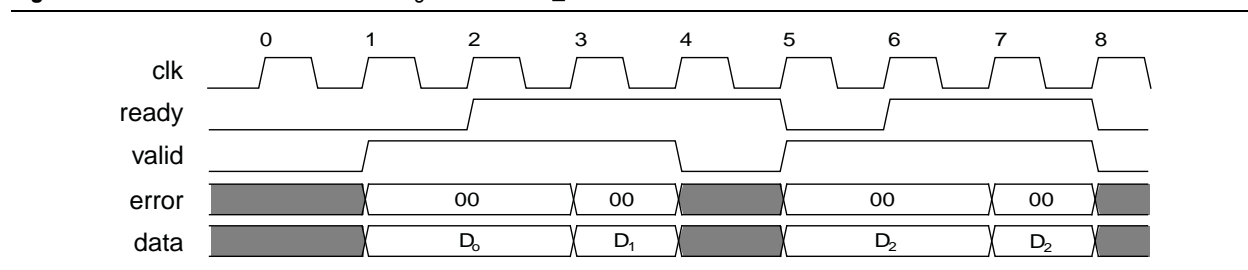 0 1 2 3 4 5 6 7 8
clk
ready
valid
error 00 00 00 00
data D₀ D₁ D₂ D₂